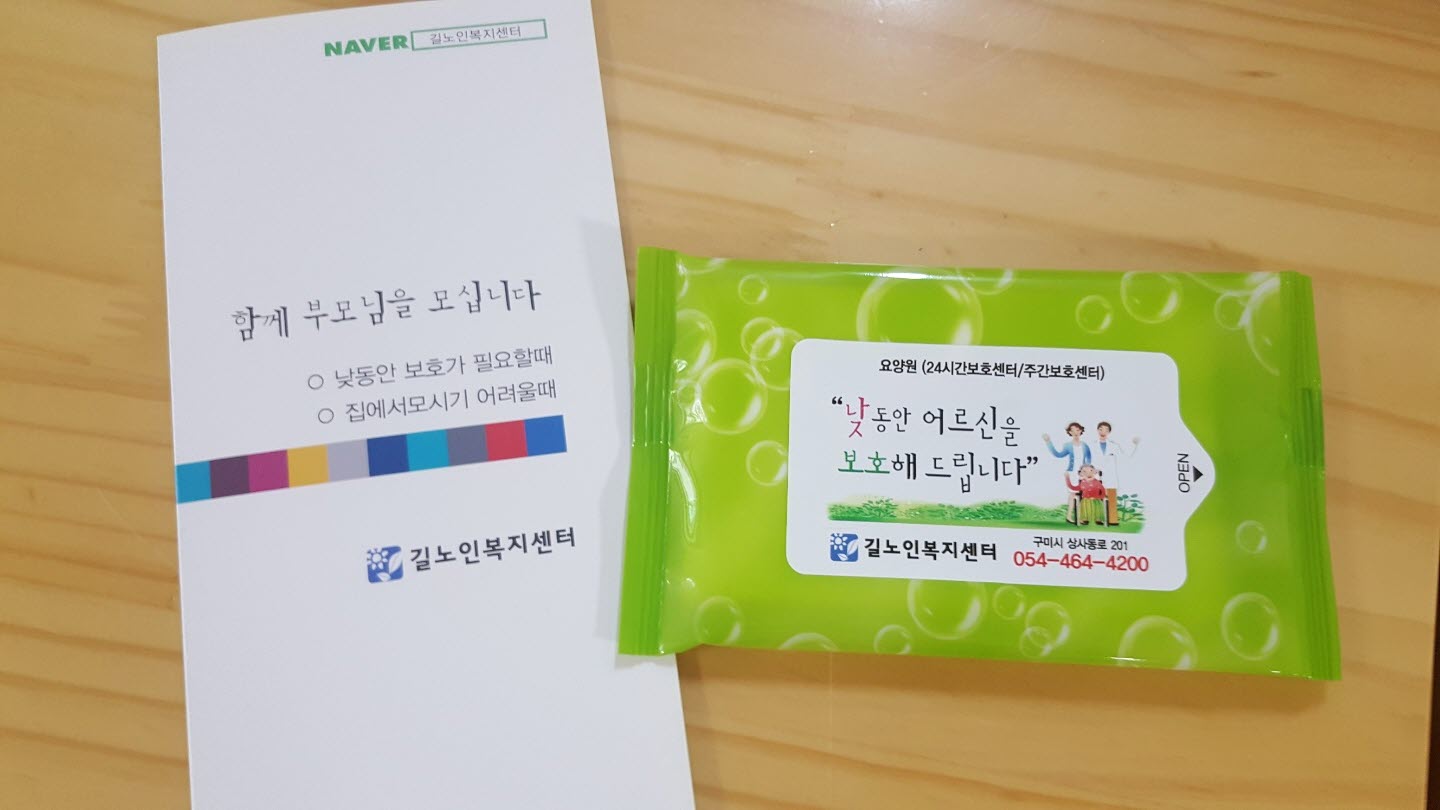 NAVER 길노인복지센터
함께 부모님을 모십니다
○ 낮동안 보호가 필요할때
○ 집에서모시기 어려울때
길노인복지센터
요양원 (24시간보호센터/주간보호센터)
“낮동안 어르신을
보호해 드립니다”
OPEN
길노인복지센터
구미시 상사동로 201
054-464-4200